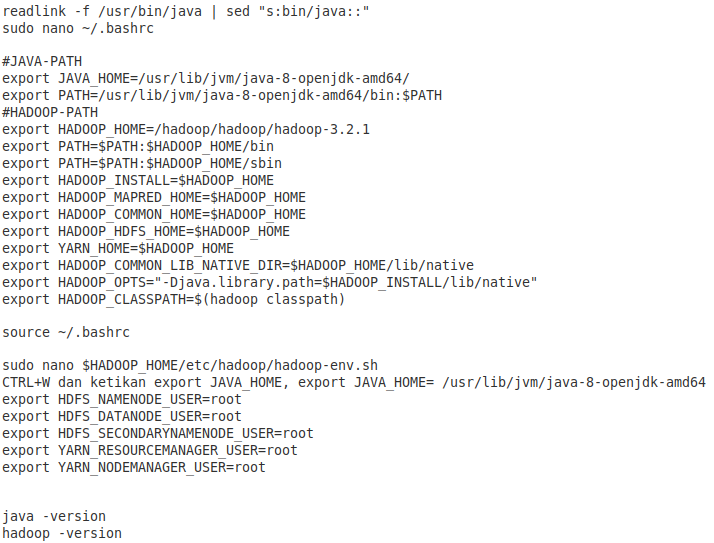 readlink -f /usr/bin/java | sed "s:bin/java::"
sudo nano ~/.bashrc
#JAVA-PATH
export JAVA_HOME=/usr/lib/jvm/java-8-openjdk-amd64/
export PATH=/usr/lib/jvm/java-8-openjdk-amd64/bin:$PATH
#HADOOP-PATH
export HADOOP_HOME=/hadoop/hadoop/hadoop-3.2.1
export PATH=$PATH:$HADOOP_HOME/bin
export PATH=$PATH:$HADOOP_HOME/sbin
export HADOOP_INSTALL=$HADOOP_HOME
export HADOOP_MAPRED_HOME=$HADOOP_HOME
export HADOOP_COMMON_HOME=$HADOOP_HOME
export HADOOP_HDFS_HOME=$HADOOP_HOME
export YARN_HOME=$HADOOP_HOME
export HADOOP_COMMON_LIB_NATIVE_DIR=$HADOOP_HOME/lib/native
export HADOOP_OPTS="-Djava.library.path=$HADOOP_INSTALL/lib/native"
export HADOOP_CLASSPATH=$(hadoop classpath)
source ~/.bashrc
sudo nano $HADOOP_HOME/etc/hadoop/hadoop-env.sh
CTRL+W dan ketikan export JAVA_HOME, export JAVA_HOME= /usr/lib/jvm/java-8-openjdk-amd64
export HDFS_NAMENODE_USER=root
export HDFS_DATANODE_USER=root
export HDFS_SECONDARYNAMENODE_USER=root
export YARN_RESOURCEMANAGER_USER=root
export YARN_NODEMANAGER_USER=root
java -version
hadoop -version